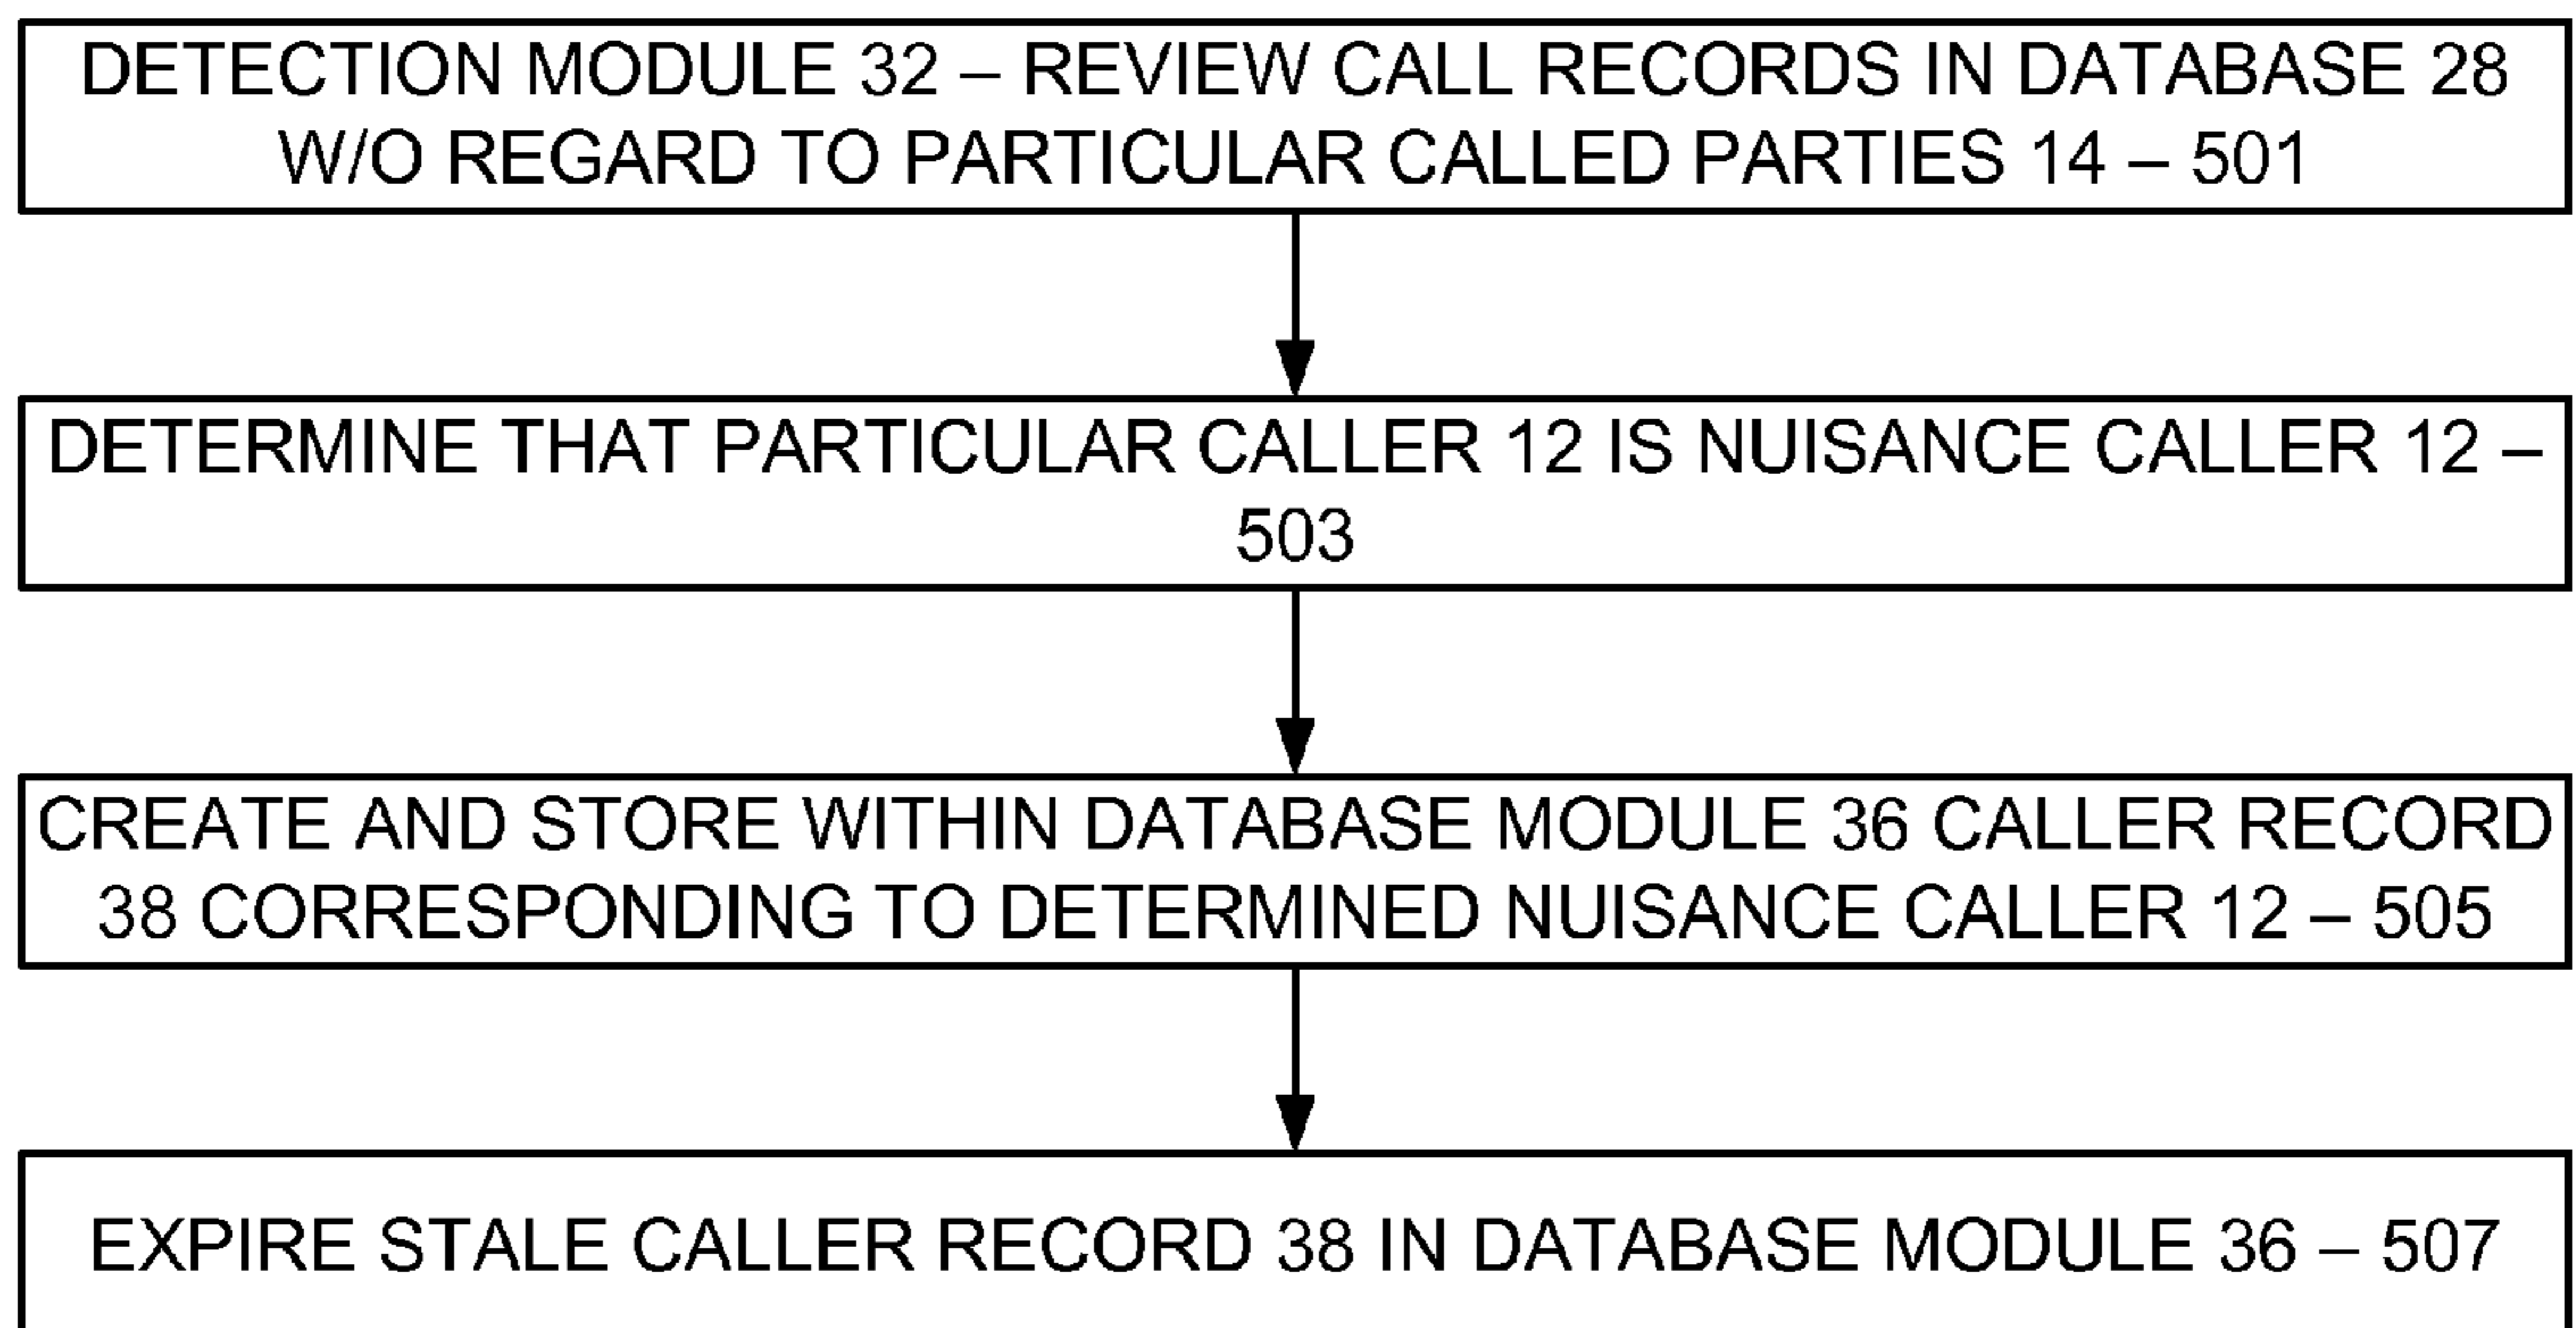 DETECTION MODULE 32 – REVIEW CALL RECORDS IN DATABASE 28
W/O REGARD TO PARTICULAR CALLED PARTIES 14 – 501
DETERMINE THAT PARTICULAR CALLER 12 IS NUISANCE CALLER 12 –
503
CREATE AND STORE WITHIN DATABASE MODULE 36 CALLER RECORD
38 CORRESPONDING TO DETERMINED NUISANCE CALLER 12 – 505
EXPIRE STALE CALLER RECORD 38 IN DATABASE MODULE 36 – 507